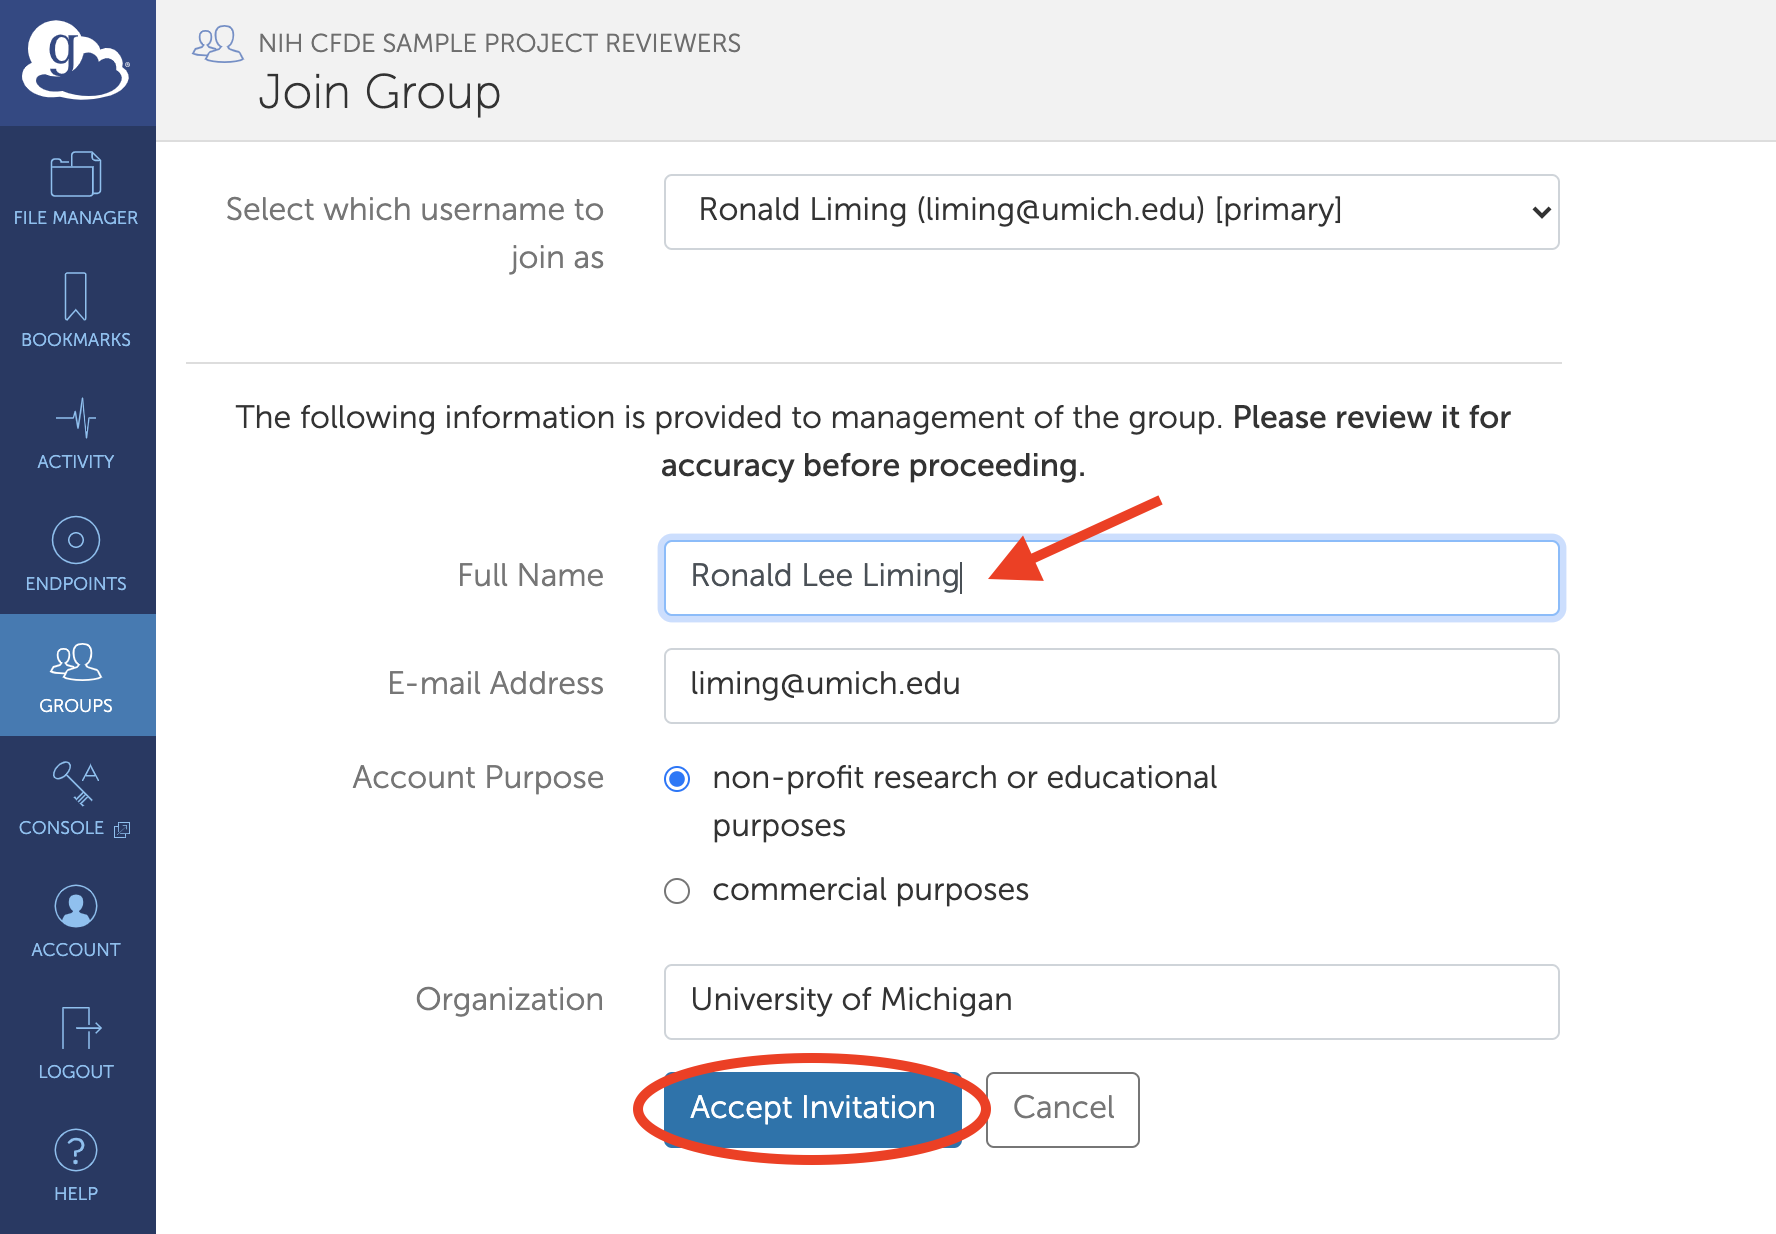 g
NIH CFDE SAMPLE PROJECT REVIEWERS
Join Group
FILE MANAGER
BOOKMARKS
ACTIVITY
ENDPOINTS
GROUPS
CONSOLE
ACCOUNT
LOGOUT
HELP
Select which username to
join as
Ronald Liming (liming@umich.edu) [primary]
The following information is provided to management of the group. Please review it for
accuracy before proceeding.
Full Name
Ronald Lee Liming
E-mail Address
liming@umich.edu
Account Purpose
non-profit research or educational
purposes
commercial purposes
Organization
University of Michigan
Accept Invitation
Cancel